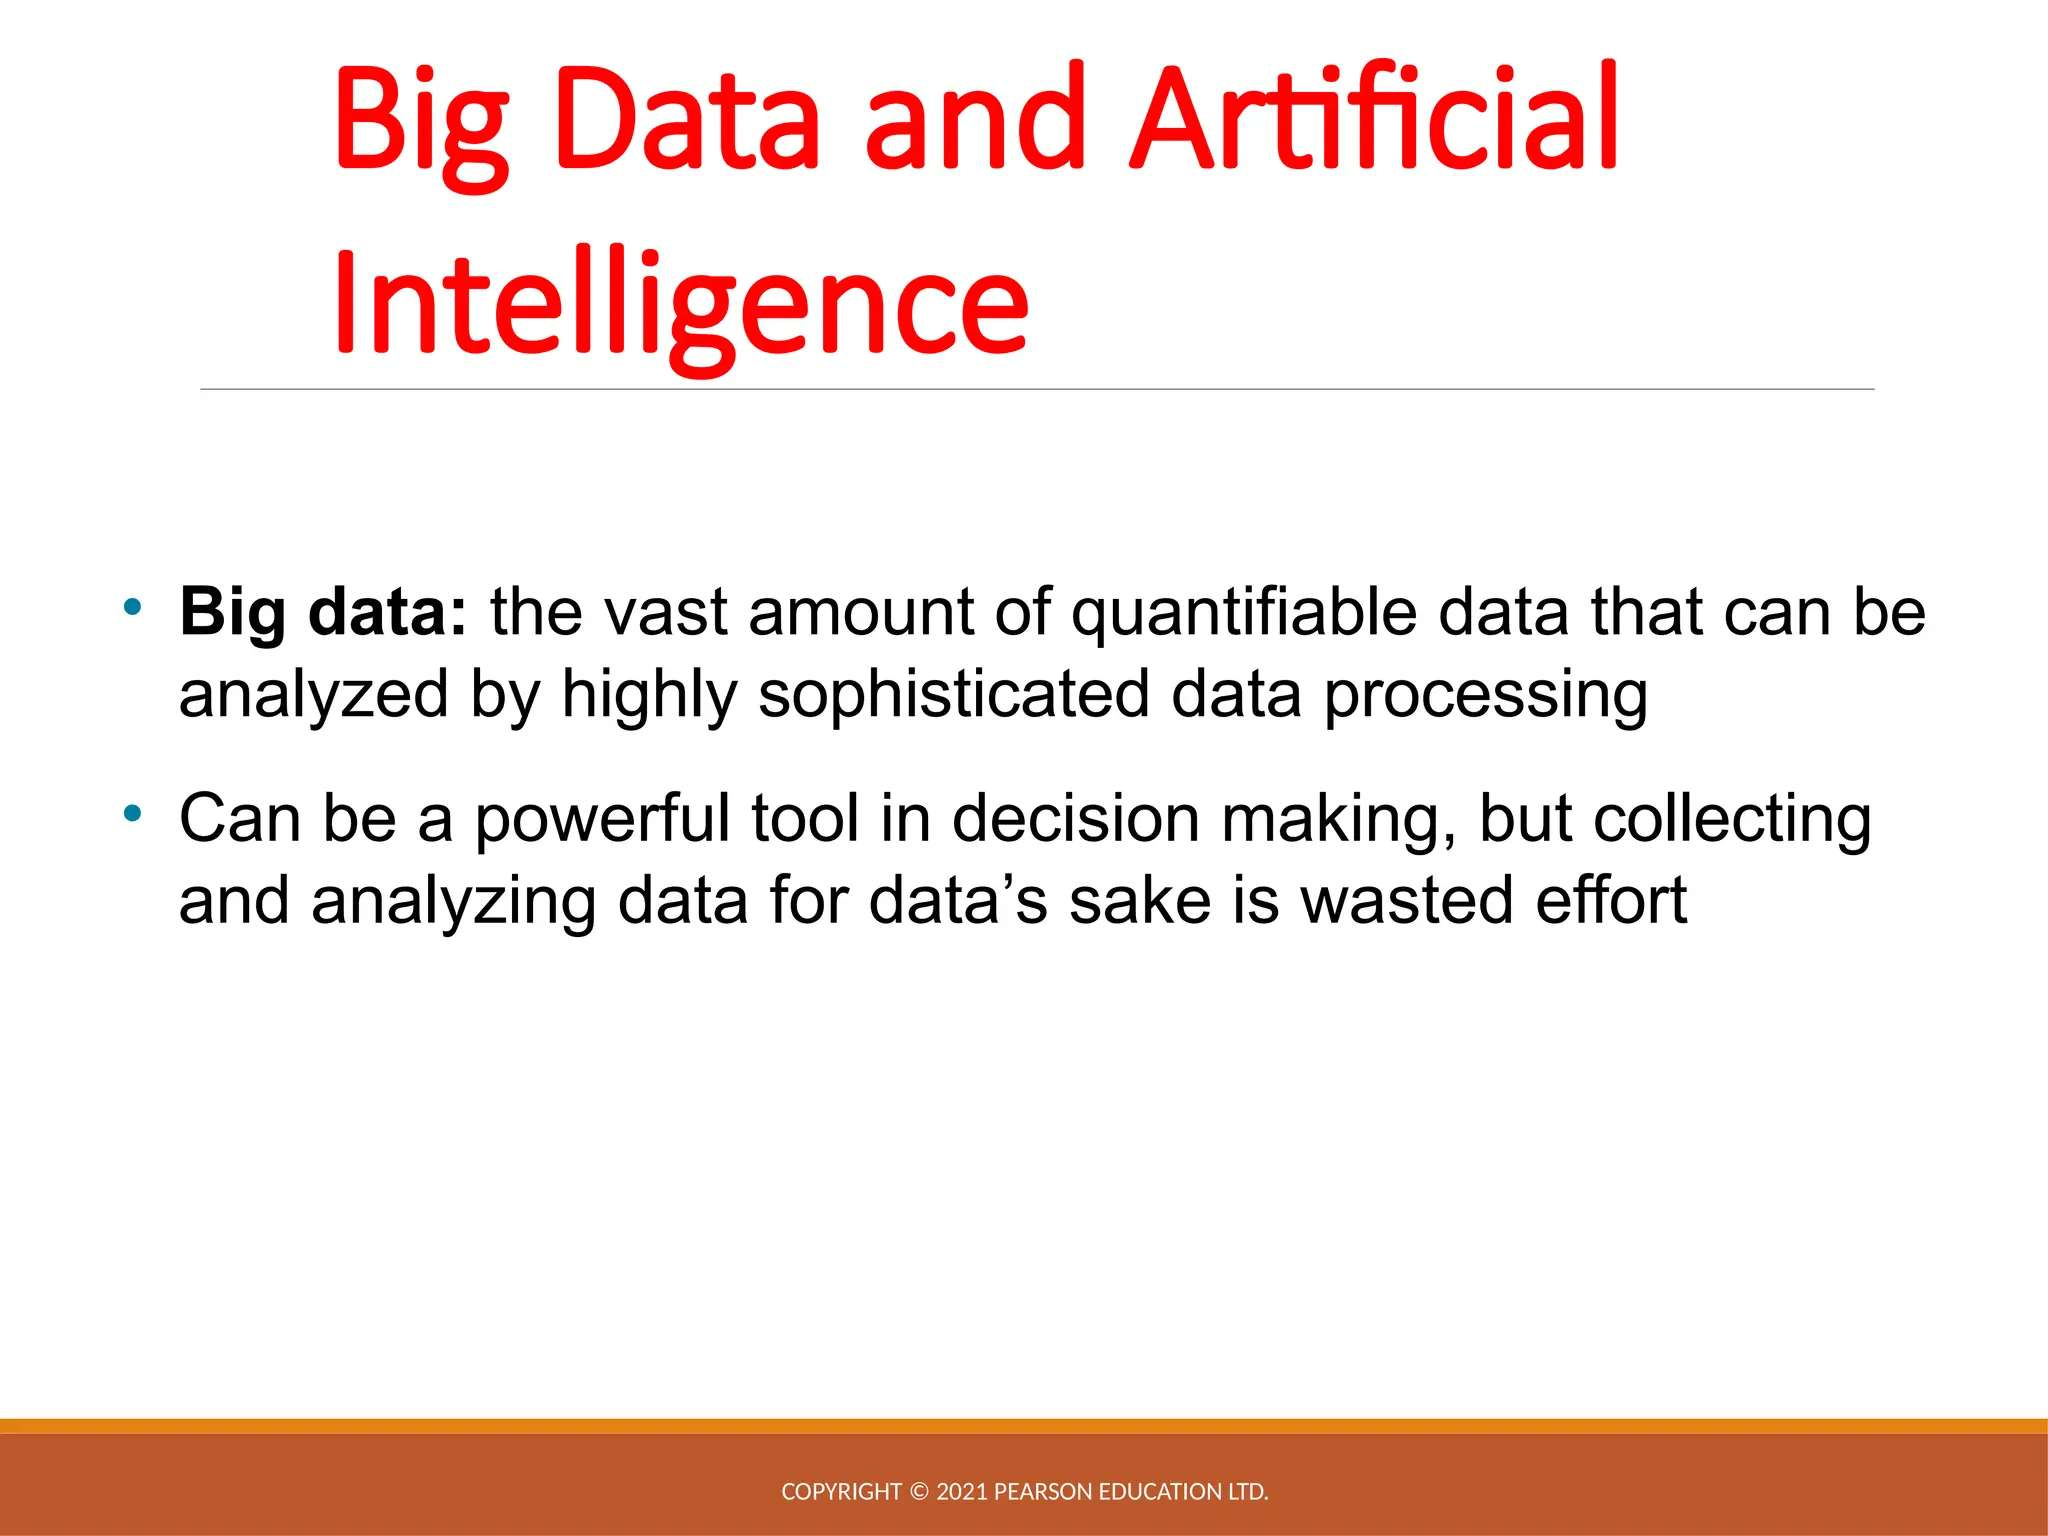 Big Data and Artificial
Intelligence
• Big data: the vast amount of quantifiable data that can be
analyzed by highly sophisticated data processing
• Can be a powerful tool in decision making, but collecting
and analyzing data for data’s sake is wasted effort
COPYRIGHT © 2021 PEARSON EDUCATION LTD.